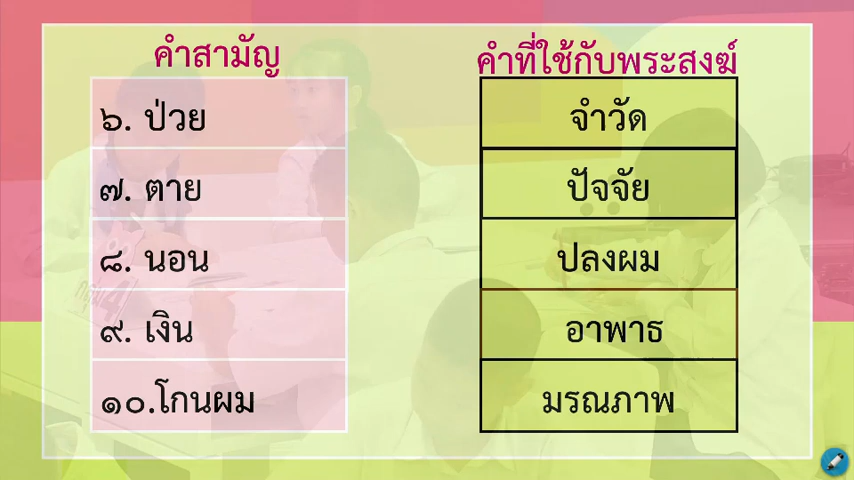 คำสามัญ
คำที่ใช้กับพระสงฆ์
๖. ป่วย
จำวัด
๗. ตาย
ปัจจัย
๘. นอน
ปลงผม
๙. เงิน
อาพาธ
๑๐.โกนผม
มรณภาพ